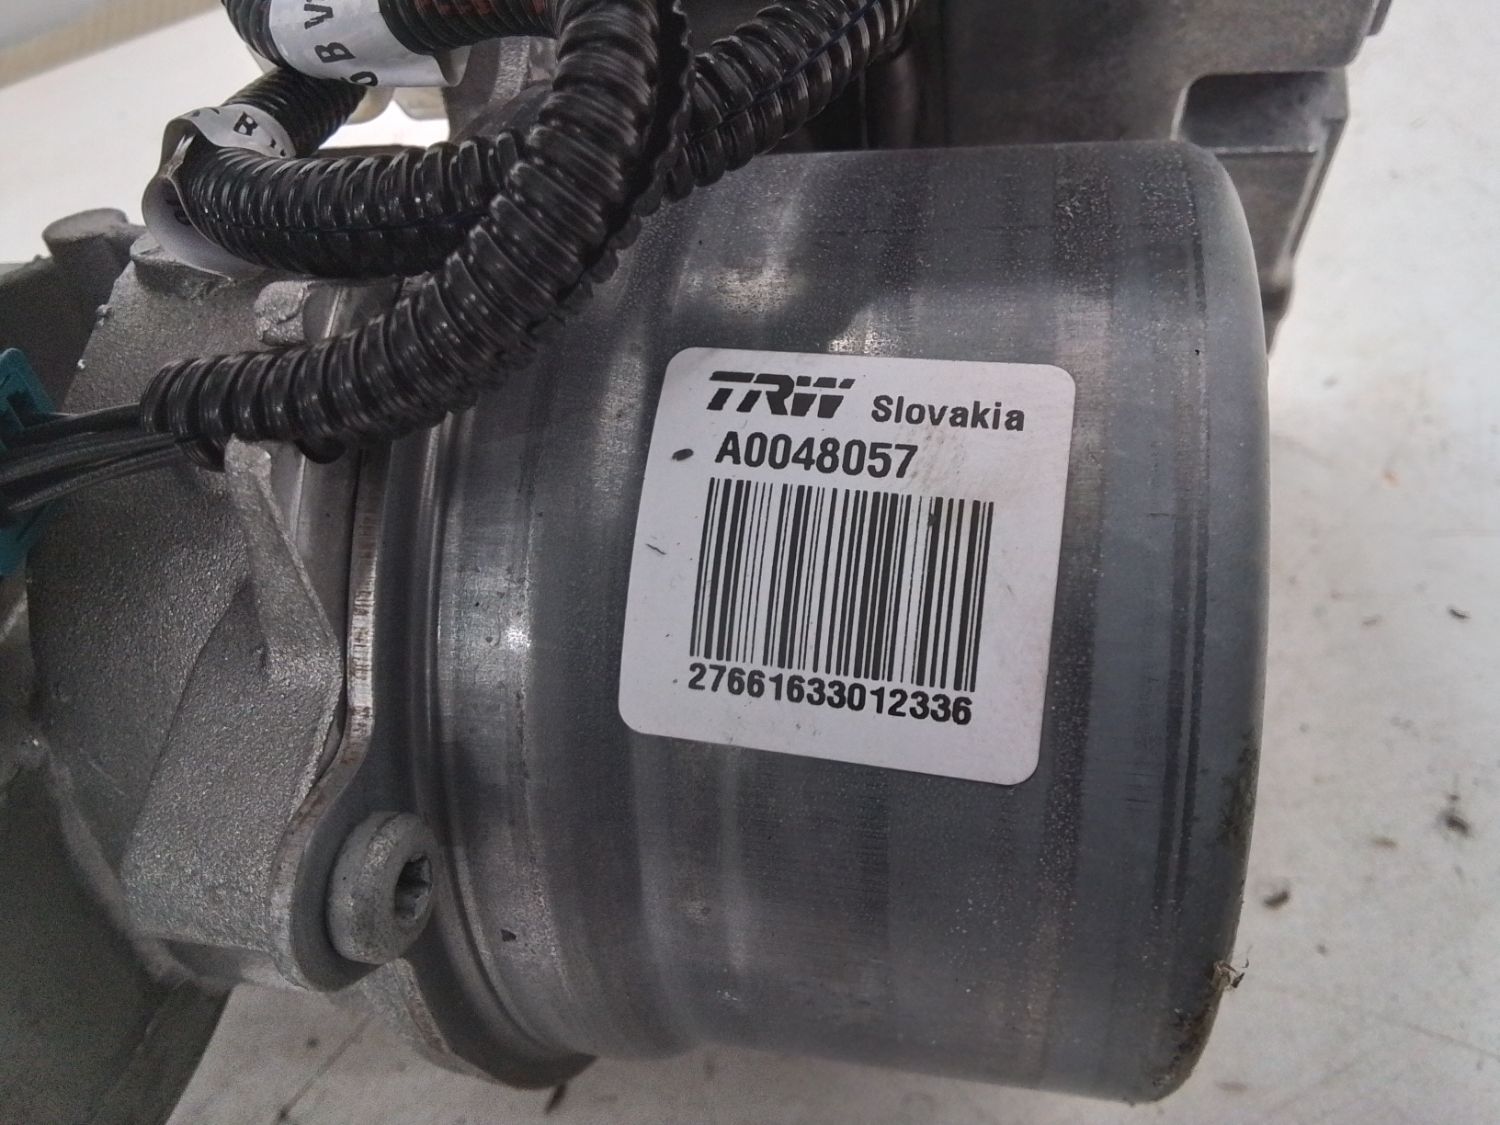 B V
B
TRW Slovakia
A0048057
27661633012336